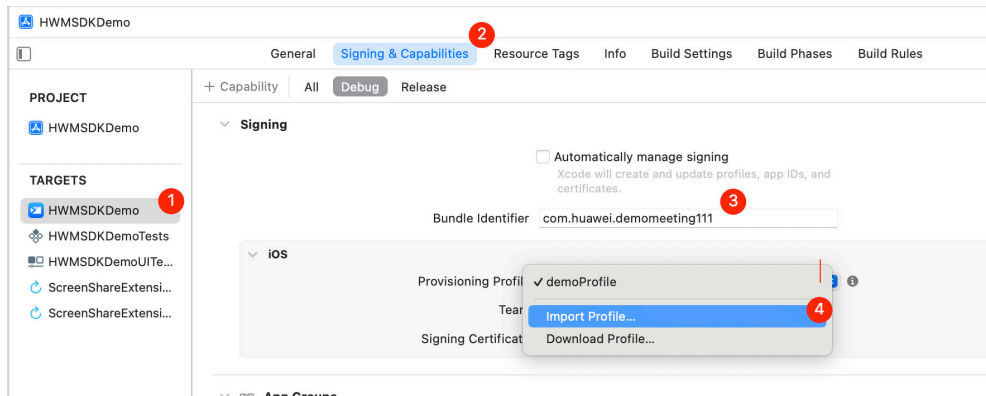 HWMSDKDemo
2
General Signing & Capabilities Resource Tags Info Build Settings Build Phases Build Rules
+ Capability All Debug Release
PROJECT
HWMSDKDemo
TARGETS
1
HWMSDKDemo
HWMSDKDemoTests
HWMSDKDemoUITe...
ScreenShareExtensi...
ScreenShareExtensi...
Signing
Automatically manage signing
Xcode will create and update profiles, app IDs, and
certificates.
3
Bundle Identifier com.huawei.demomeeting111
iOS
Provisioning Profil ✓ demoProfile
Tear Import Profile... 4
Signing Certificat Download Profile...